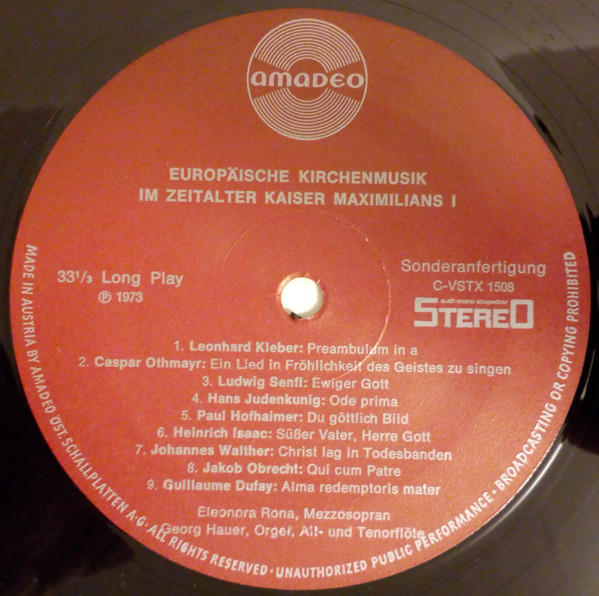 amadeo
EUROPÄISCHE KIRCHENMUSIK
IM ZEITALTER KAISER MAXIMILIANS I
33¹/₃ Long Play
Ⓟ 1973
Sonderanfertigung
C-VSTX 1508
auch mono abspielbar
STEREO
1. Leonhard Kleber: Preambulum in a
2. Caspar Othmayr: Ein Lied in Fröhlichkeit des Geistes zu singen
3. Ludwig Senfl: Ewiger Gott
4. Hans Judenkunig: Ode prima
5. Paul Hofhaimer: Du göttlich Bild
6. Heinrich Isaac: Süßer Vater, Herre Gott
7. Johannes Walther: Christ lag in Todesbanden
8. Jakob Obrecht: Qui cum Patre
9. Guillaume Dufay: Alma redemptoris mater
Eleonora Rona, Mezzosopran
Georg Hauer, Orgel, Alt- und Tenorflöte
MADE IN AUSTRIA BY AMADEO ÖST. SCHALLPLATTEN A·G· ALL RIGHTS RESERVED · UNAUTHORIZED PUBLIC PERFORMANCE · BROADCASTING OR COPYING PROHIBITED